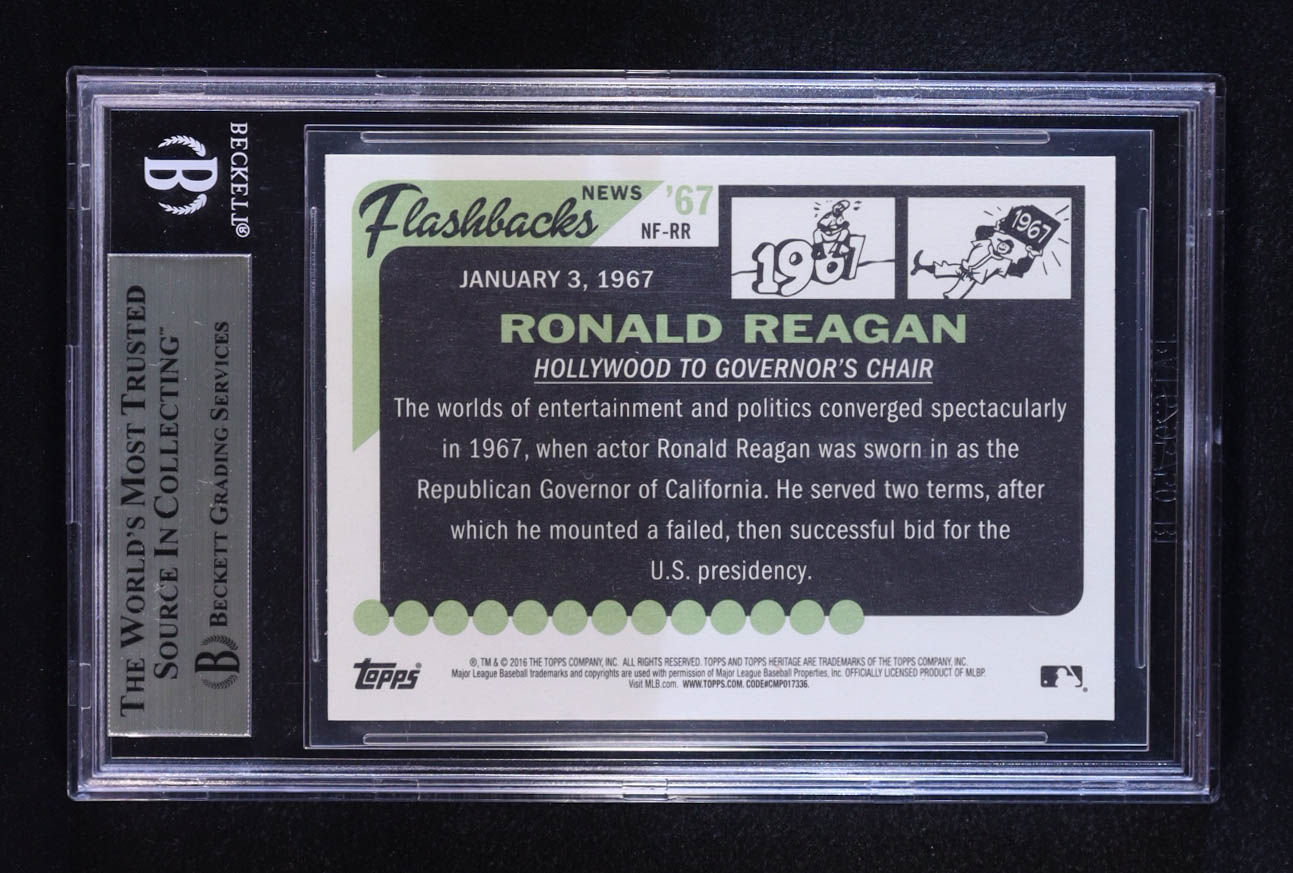 BECKETT®
B
THE WORLD'S MOST TRUSTED
SOURCE IN COLLECTING™
B BECKETT GRADING SERVICES
Flashbacks
NEWS '67
NF-RR
1967
1967
JANUARY 3, 1967
RONALD REAGAN
HOLLYWOOD TO GOVERNOR'S CHAIR
The worlds of entertainment and politics converged spectacularly
in 1967, when actor Ronald Reagan was sworn in as the
Republican Governor of California. He served two terms, after
which he mounted a failed, then successful bid for the
U.S. presidency.
topps®
®, TM & © 2016 THE TOPPS COMPANY, INC. ALL RIGHTS RESERVED. TOPPS AND TOPPS HERITAGE ARE TRADEMARKS OF THE TOPPS COMPANY, INC.
Major League Baseball trademarks and copyrights are used with permission of Major League Baseball Properties, Inc. OFFICIALLY LICENSED PRODUCT OF MLBP.
Visit MLB.com. WWW.TOPPS.COM. CODE#CMP017336.